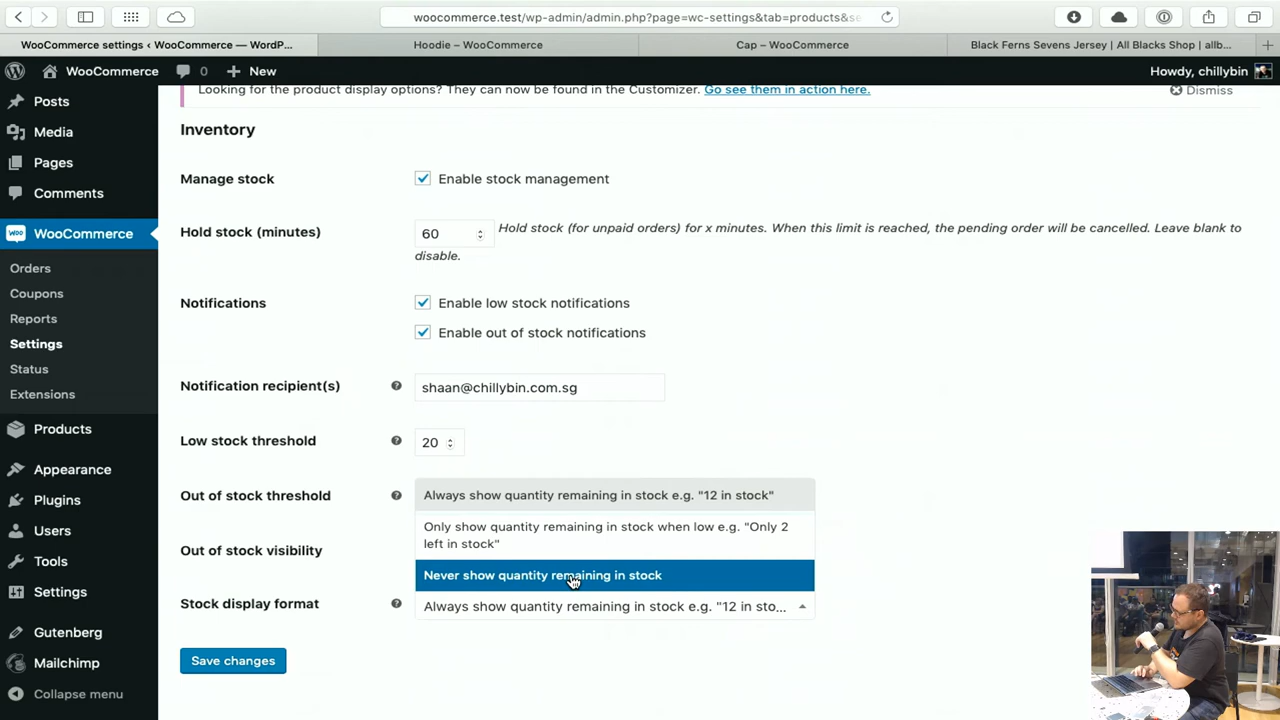 woocommerce.test/wp-admin/admin.php?page=wc-settings&tab=products&se
WooCommerce settings ‹ WooCommerce — WordP...
Hoodie – WooCommerce
Cap – WooCommerce
Black Ferns Sevens Jersey | All Blacks Shop | allb...
WooCommerce
0
New
Howdy, chillybin
Posts
Media
Pages
Comments
WooCommerce
Orders
Coupons
Reports
Settings
Status
Extensions
Products
Appearance
Plugins
Users
Tools
Settings
Gutenberg
Mailchimp
Collapse menu
Looking for the product display options? They can now be found in the Customizer. Go see them in action here.
Dismiss
Inventory
Manage stock
Enable stock management
Hold stock (minutes)
60
Hold stock (for unpaid orders) for x minutes. When this limit is reached, the pending order will be cancelled. Leave blank to
disable.
Notifications
Enable low stock notifications
Enable out of stock notifications
Notification recipient(s)
shaan@chillybin.com.sg
Low stock threshold
20
Out of stock threshold
Always show quantity remaining in stock e.g. "12 in stock"
Only show quantity remaining in stock when low e.g. "Only 2
left in stock"
Out of stock visibility
Never show quantity remaining in stock
Stock display format
Always show quantity remaining in stock e.g. "12 in sto...
Save changes